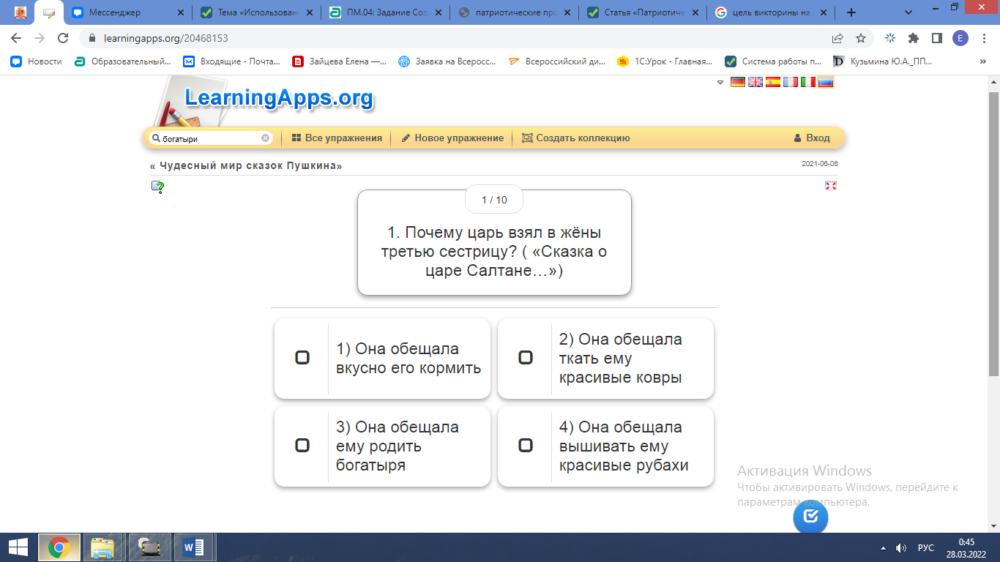 Мессенджер
Тема «Использован
ПМ.04: Задание Соз
патриотические про
Статья «Патриотиче
цель викторины на
learningapps.org/20468153
E
Новости
Образовательный...
Входящие - Почта...
Зайцева Елена —...
Заявка на Всеросс...
Всероссийский ди...
1С:Урок - Главная...
Система работы п...
Кузьмина Ю.А._ПП...
LearningApps.org
богатыри
Все упражнения
Новое упражнение
Создать коллекцию
Вход
« Чудесный мир сказок Пушкина»
2021-06-06
1 / 10
1. Почему царь взял в жёны
третью сестрицу? ( «Сказка о
царе Салтане…»)
1) Она обещала
вкусно его кормить
2) Она обещала
ткать ему
красивые ковры
3) Она обещала
ему родить
богатыря
4) Она обещала
вышивать ему
красивые рубахи
Активация Windows
Чтобы активировать Windows, перейдите к
параметрам компьютера.
РУС
0:45
28.03.2022